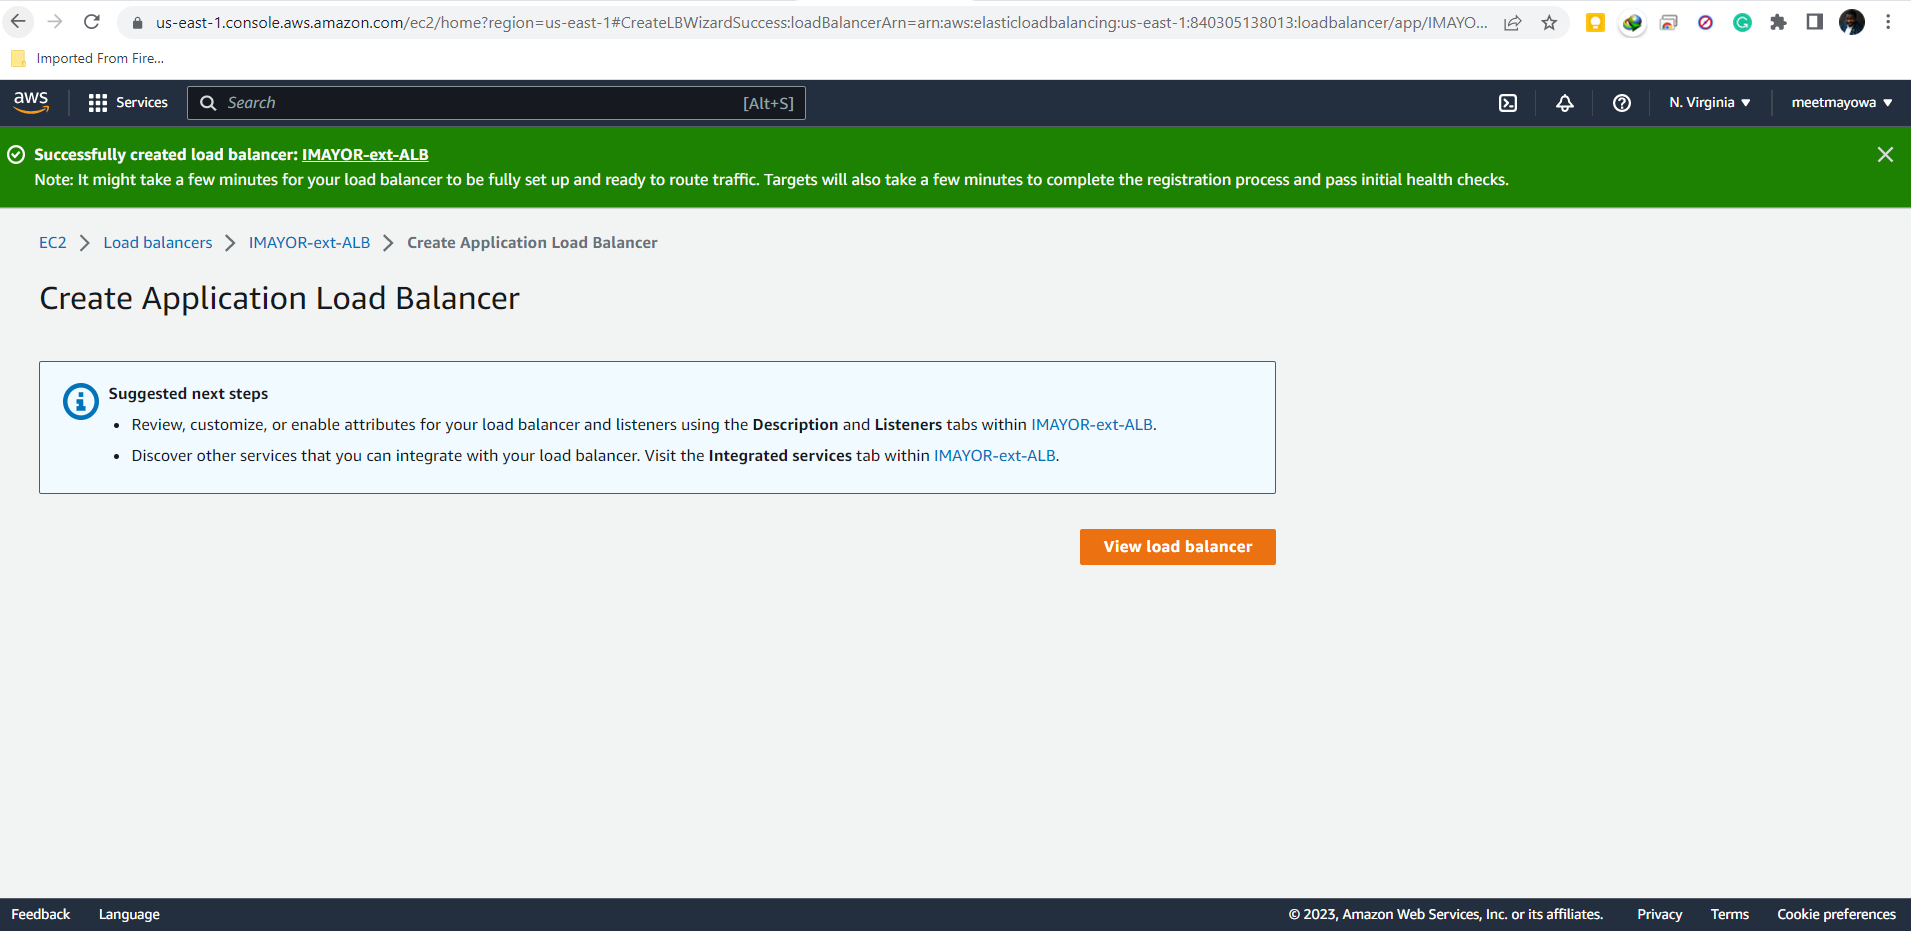 us-east-1.console.aws.amazon.com/ec2/home?region=us-east-1#CreateLBWizardSuccess:loadBalancerArn=arn:aws:elasticloadbalancing:us-east-1:840305138013:loadbalancer/app/IMAYO...
Imported From Fire...
aws Services Search [Alt+S] N. Virginia meetmayowa
Successfully created load balancer: IMAYOR-ext-ALB
Note: It might take a few minutes for your load balancer to be fully set up and ready to route traffic. Targets will also take a few minutes to complete the registration process and pass initial health checks.
EC2 > Load balancers > IMAYOR-ext-ALB > Create Application Load Balancer
Create Application Load Balancer
Suggested next steps
• Review, customize, or enable attributes for your load balancer and listeners using the Description and Listeners tabs within IMAYOR-ext-ALB.
• Discover other services that you can integrate with your load balancer. Visit the Integrated services tab within IMAYOR-ext-ALB.
View load balancer
Feedback Language © 2023, Amazon Web Services, Inc. or its affiliates. Privacy Terms Cookie preferences